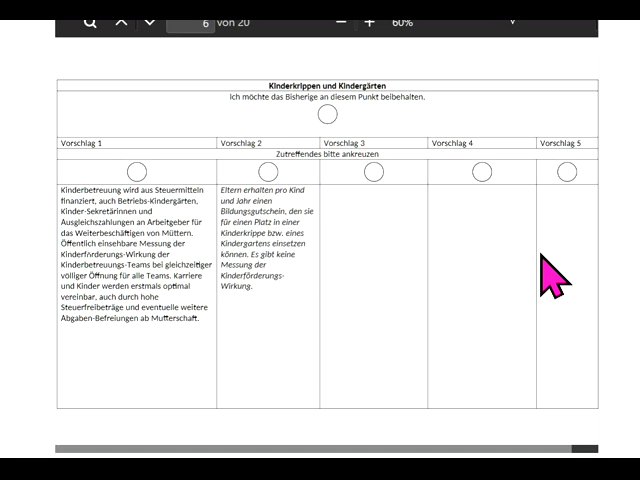 6 von 20
60%
Kinderkrippen und Kindergärten
Ich möchte das Bisherige an diesem Punkt beibehalten.
Vorschlag 1
Vorschlag 2
Vorschlag 3
Vorschlag 4
Vorschlag 5
Zutreffendes bitte ankreuzen
Kinderbetreuung wird aus Steuermitteln
finanziert, auch Betriebs-Kindergärten,
Kinder-Sekretärinnen und
Ausgleichszahlungen an Arbeitgeber für
das Weiterbeschäftigen von Müttern.
Öffentlich einsehbare Messung der
Kinderförderungs-Wirkung der
Kinderbetreuungs-Teams bei gleichzeitiger
völliger Öffnung für alle Teams. Karriere
und Kinder werden erstmals optimal
vereinbar, auch durch hohe
Steuerfreibeträge und eventuelle weitere
Abgaben-Befreiungen ab Mutterschaft.
Eltern erhalten pro Kind
und Jahr einen
Bildungsgutschein, den sie
für einen Platz in einer
Kinderkrippe bzw. eines
Kindergartens einsetzen
können. Es gibt keine
Messung der
Kinderförderungs-
Wirkung.